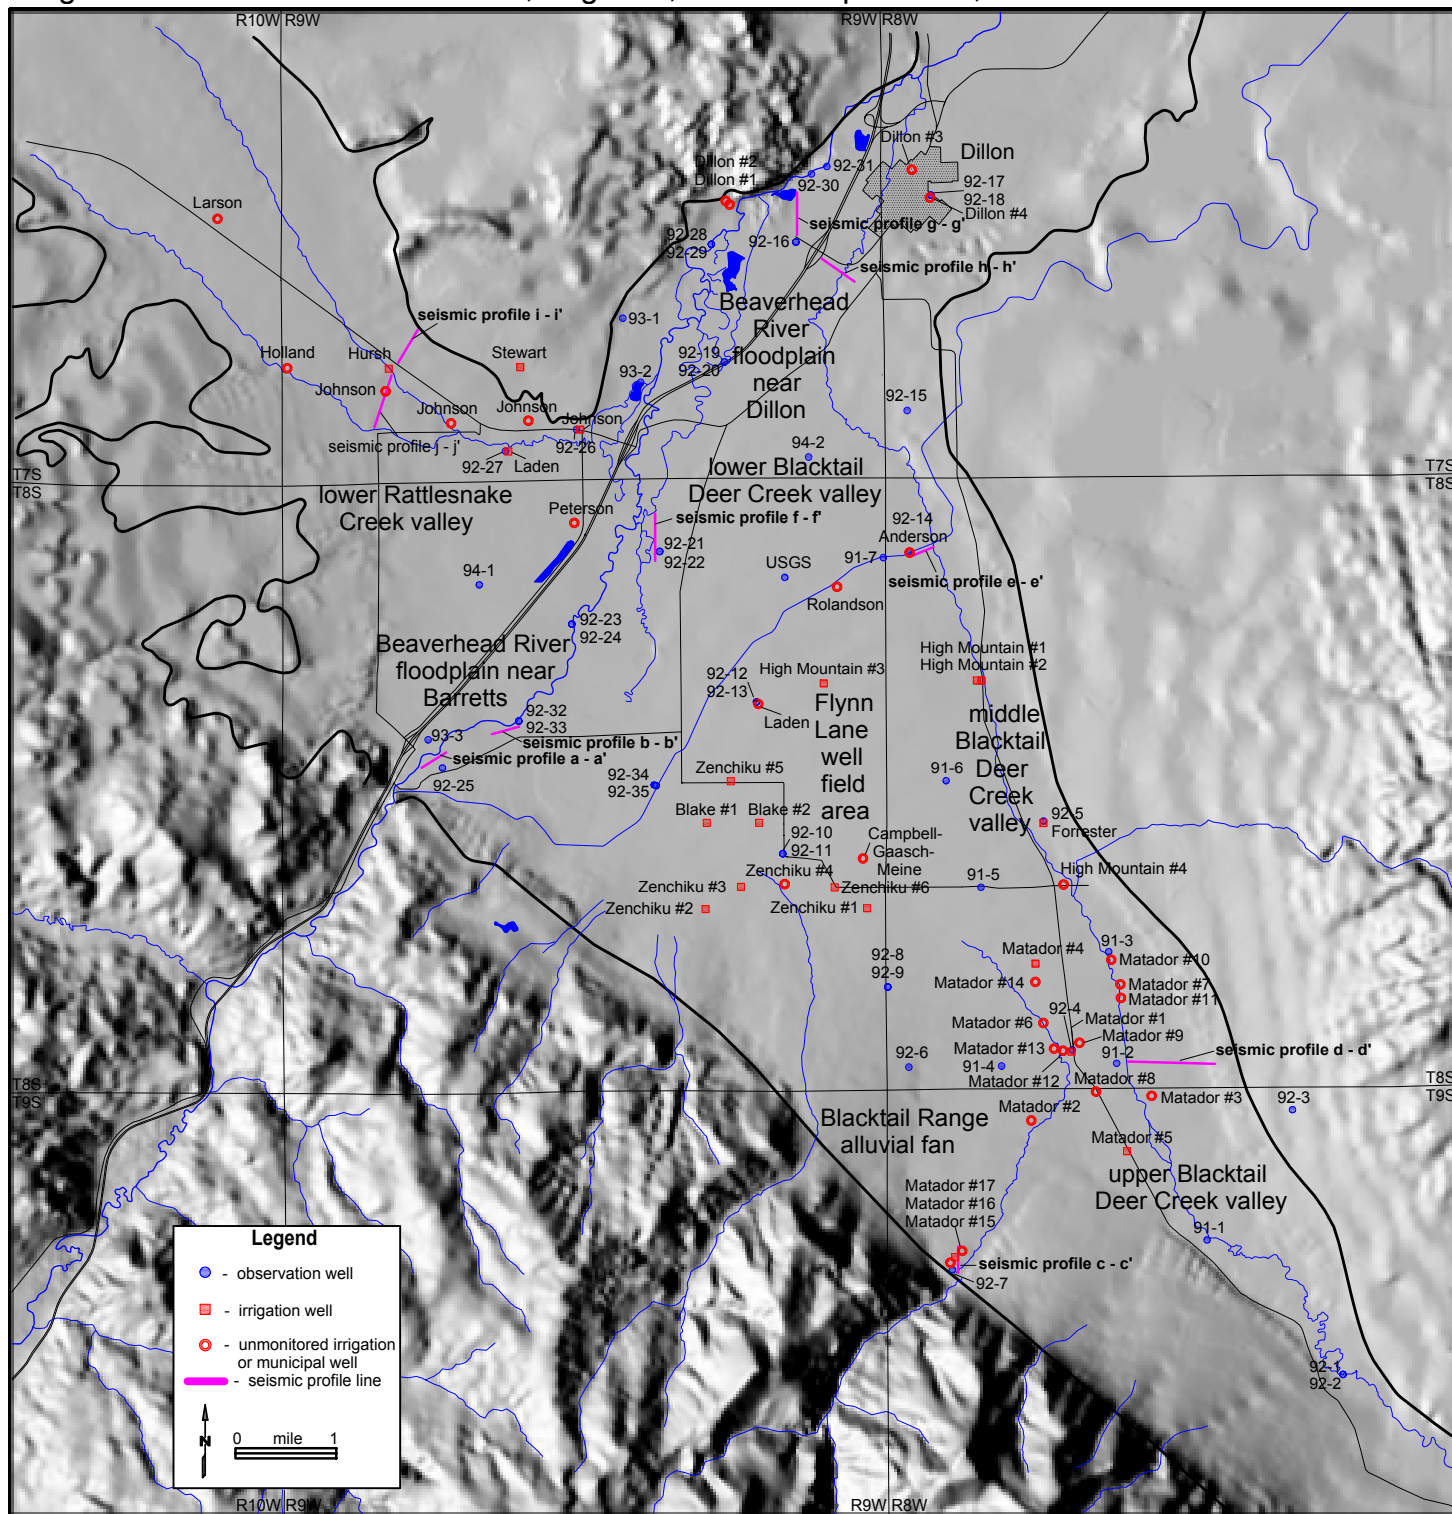 R10W R9W
R9W R8W
Dillon #3
Dillon
Dillon #2
Dillon #1
92-31
92-30
92-17
92-18
Dillon #4
Larson
seismic profile g - g'
92-28
92-29
92-16
seismic profile h - h'
Beaverhead
River
floodplain
near
Dillon
93-1
seismic profile i - i'
Holland
Hursh
Stewart
92-19
92-20
93-2
Johnson
Johnson
Johnson
Johnson
92-15
seismic profile j - j'
92-26
92-27
Laden
94-2
T7S
T8S
T7S
T8S
lower Rattlesnake
Creek valley
lower Blacktail
Deer Creek valley
Peterson
seismic profile f - f'
92-14
Anderson
92-21
92-22
91-7
USGS
seismic profile e - e'
94-1
Rolandson
92-23
92-24
Beaverhead River
floodplain near
Barretts
High Mountain #1
High Mountain #2
High Mountain #3
92-12
92-13
Laden
Flynn
Lane
well
field
area
middle
Blacktail
Deer
Creek
valley
92-32
92-33
93-3
seismic profile b - b'
seismic profile a - a'
92-25
92-34
92-35
Zenchiku #5
91-6
Blake #1
Blake #2
92-5
Forrester
92-10
92-11
Campbell-
Gaasch-
Meine
Zenchiku #4
Zenchiku #3
Zenchiku #6
91-5
High Mountain #4
Zenchiku #2
Zenchiku #1
92-8
92-9
Matador #4
91-3
Matador #10
Matador #14
Matador #7
Matador #11
92-4
Matador #1
Matador #6
Matador #9
Matador #13
92-6
91-4
91-2
seismic profile d - d'
Matador #12
Matador #8
T8S
T9S
T8S
T9S
Matador #3
92-3
Matador #2
Blacktail Range
alluvial fan
Matador #5
upper Blacktail
Deer Creek valley
Matador #17
Matador #16
Matador #15
91-1
seismic profile c - c'
92-7
92-1
92-2
Legend
- observation well
- irrigation well
- unmonitored irrigation
or municipal well
- seismic profile line
N
0 mile 1
R10W R9W
R9W R8W